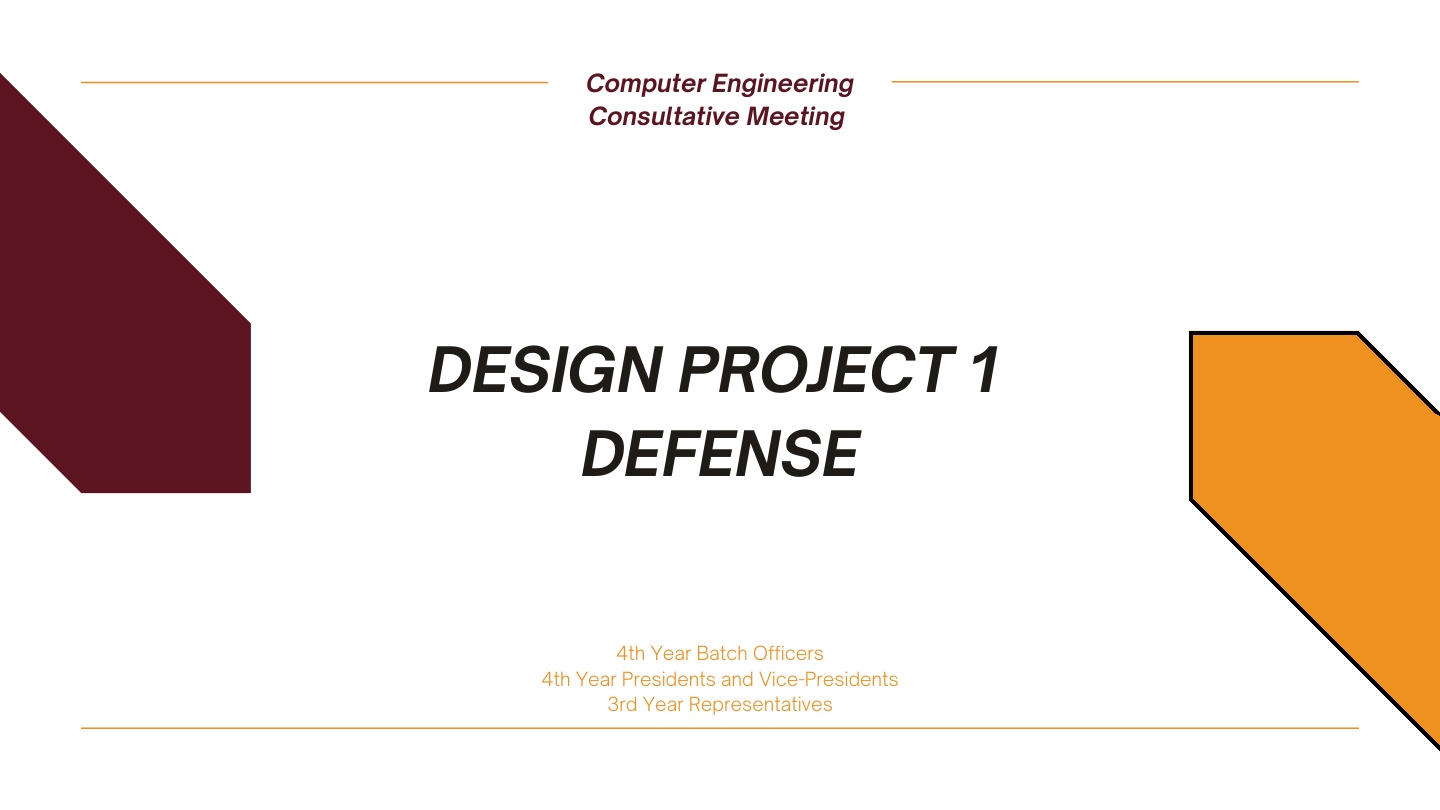 Computer Engineering
Consultative Meeting
DESIGN PROJECT 1
DEFENSE
4th Year Batch Officers
4th Year Presidents and Vice-Presidents
3rd Year Representatives